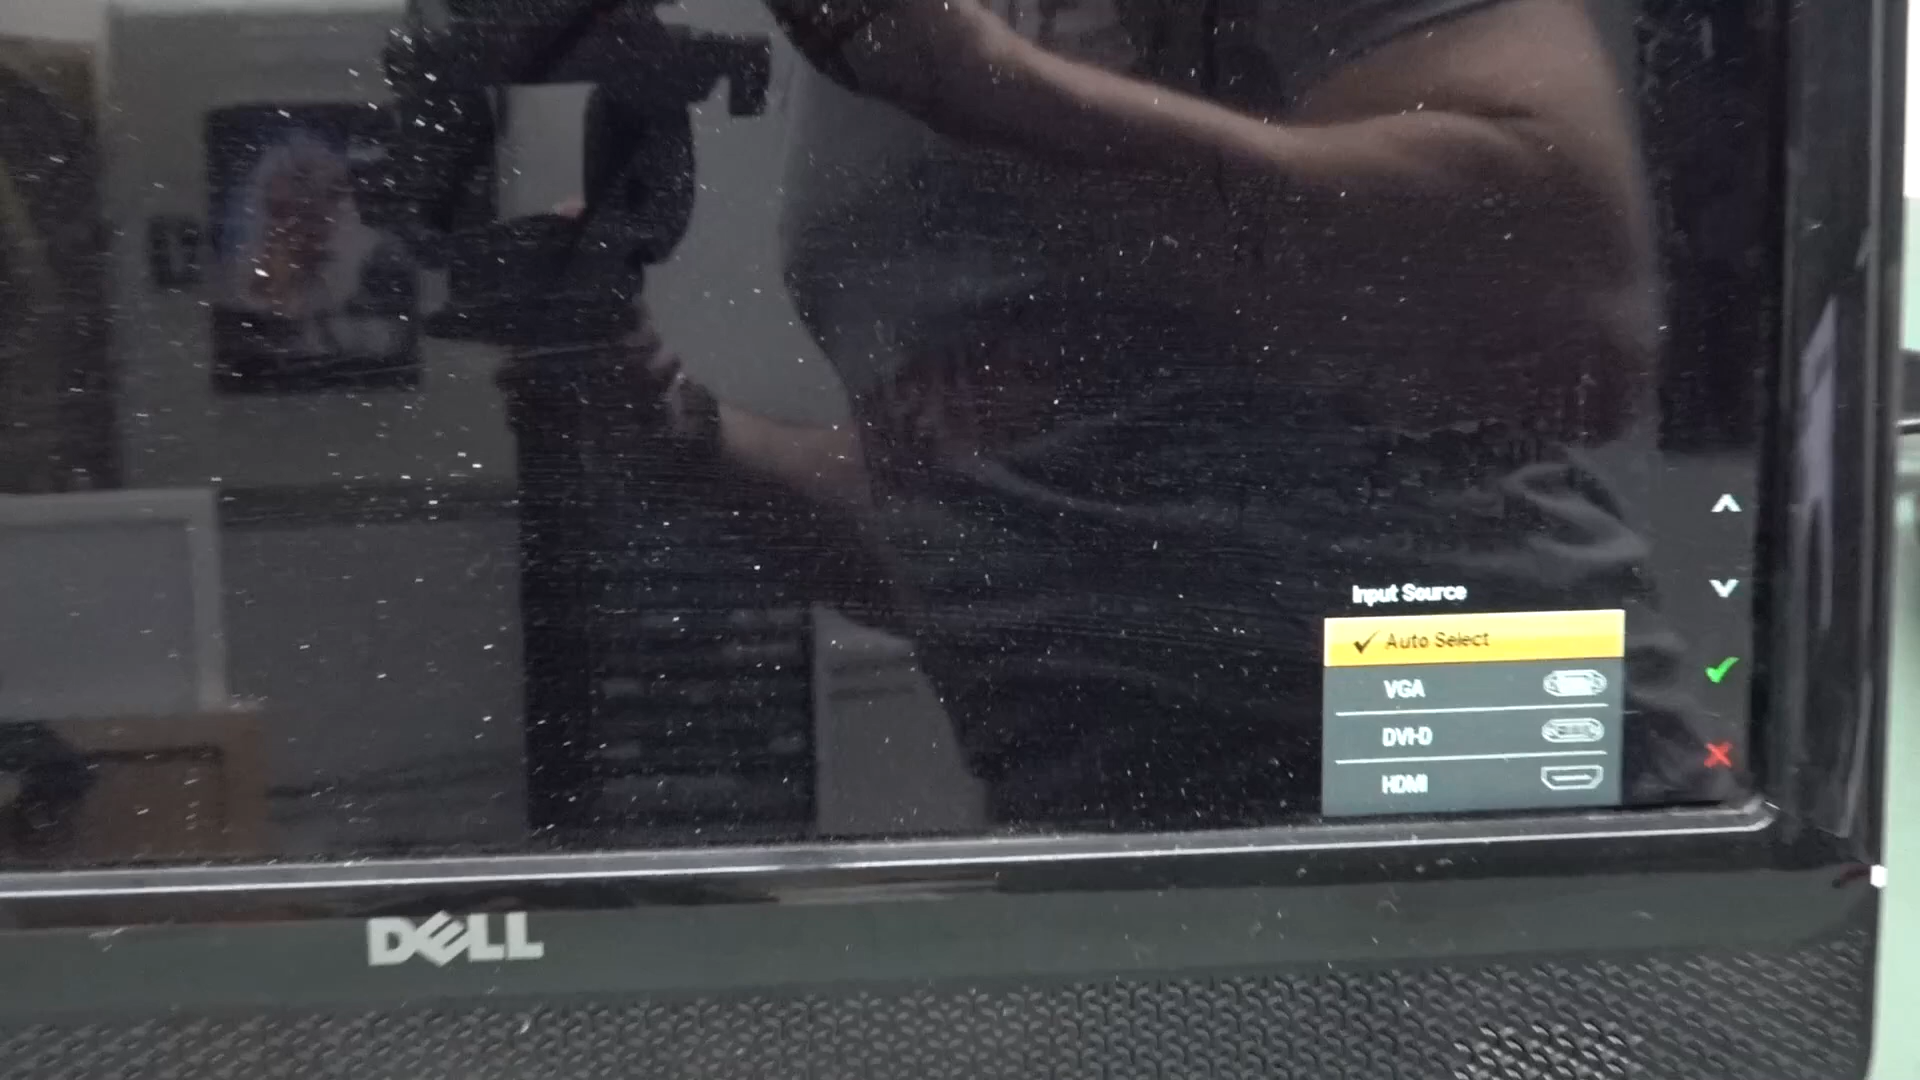 Input Source
Auto Select
VGA
DVI-D
HDMI
DELL